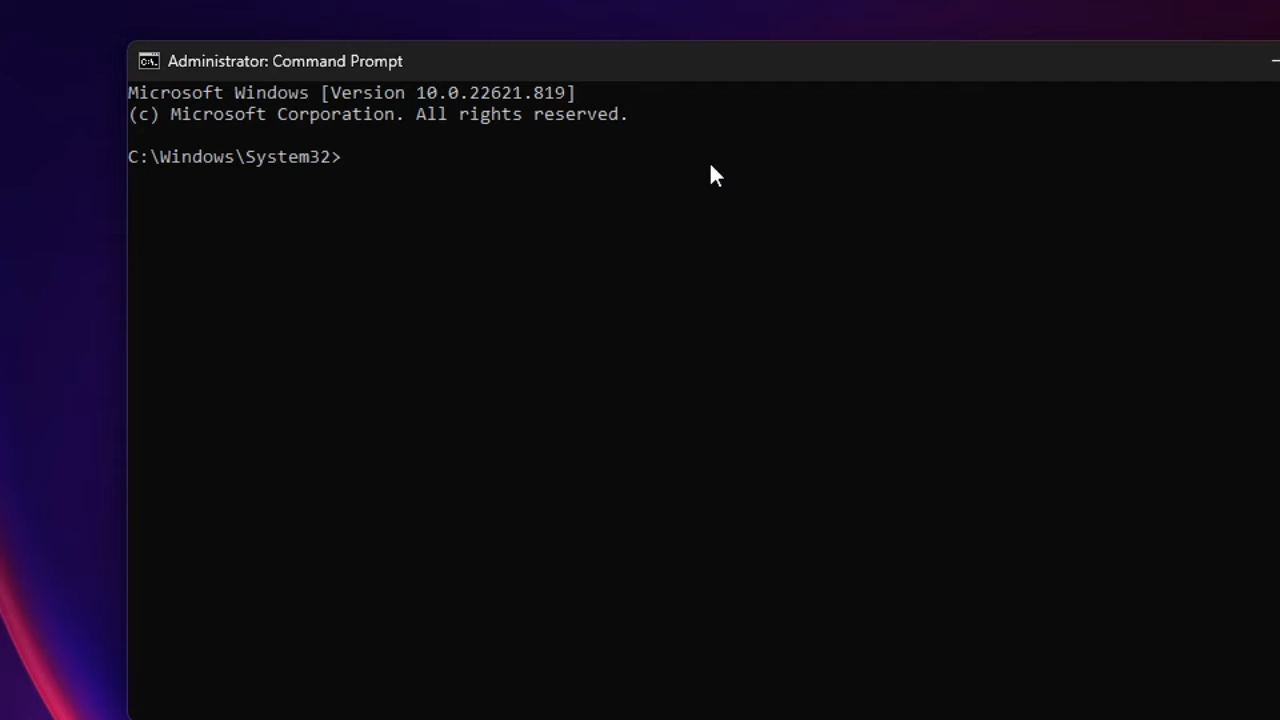 Administrator: Command Prompt
Microsoft Windows [Version 10.0.22621.819]
(c) Microsoft Corporation. All rights reserved.
C:\Windows\System32>